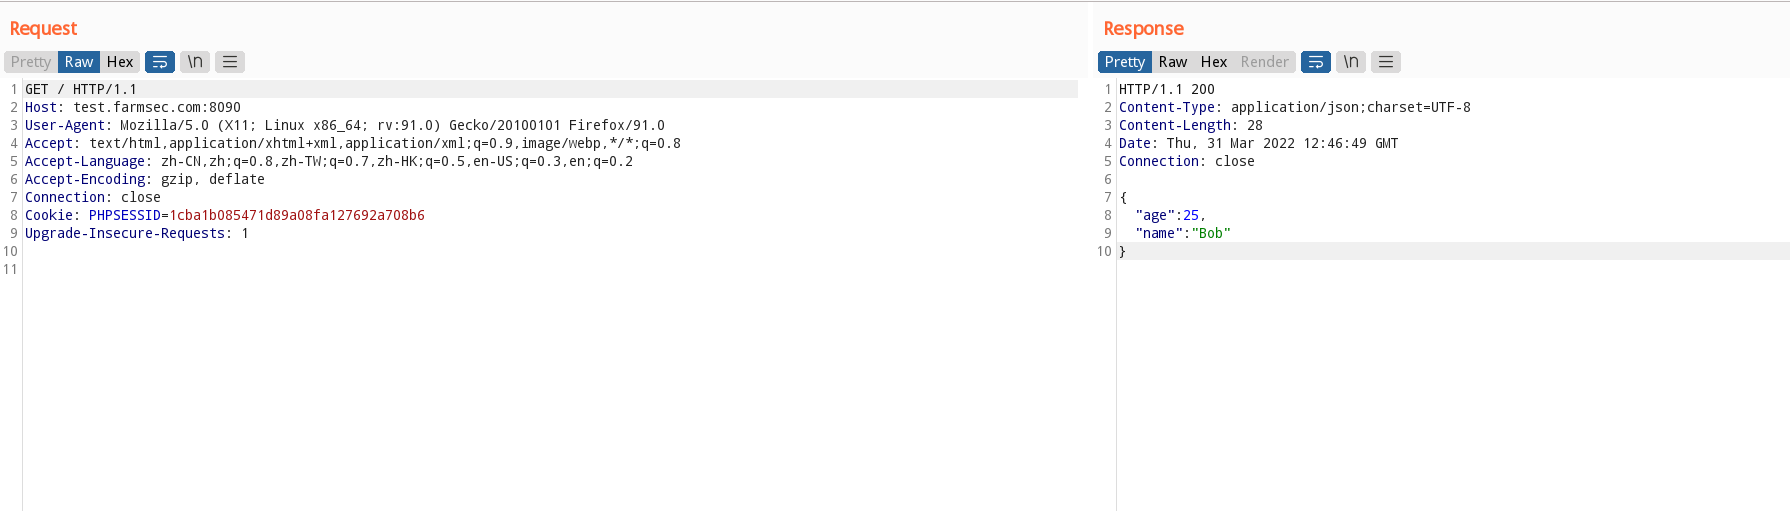 Request
Pretty Raw Hex \n
1 GET / HTTP/1.1
2 Host: test.farmsec.com:8090
3 User-Agent: Mozilla/5.0 (X11; Linux x86_64; rv:91.0) Gecko/20100101 Firefox/91.0
4 Accept: text/html,application/xhtml+xml,application/xml;q=0.9,image/webp,*/*;q=0.8
5 Accept-Language: zh-CN,zh;q=0.8,zh-TW;q=0.7,zh-HK;q=0.5,en-US;q=0.3,en;q=0.2
6 Accept-Encoding: gzip, deflate
7 Connection: close
8 Cookie: PHPSESSID=1cba1b085471d89a08fa127692a708b6
9 Upgrade-Insecure-Requests: 1
10
11
Response
Pretty Raw Hex Render \n
1 HTTP/1.1 200
2 Content-Type: application/json;charset=UTF-8
3 Content-Length: 28
4 Date: Thu, 31 Mar 2022 12:46:49 GMT
5 Connection: close
6
7 {
8 "age":25,
9 "name":"Bob"
10 }